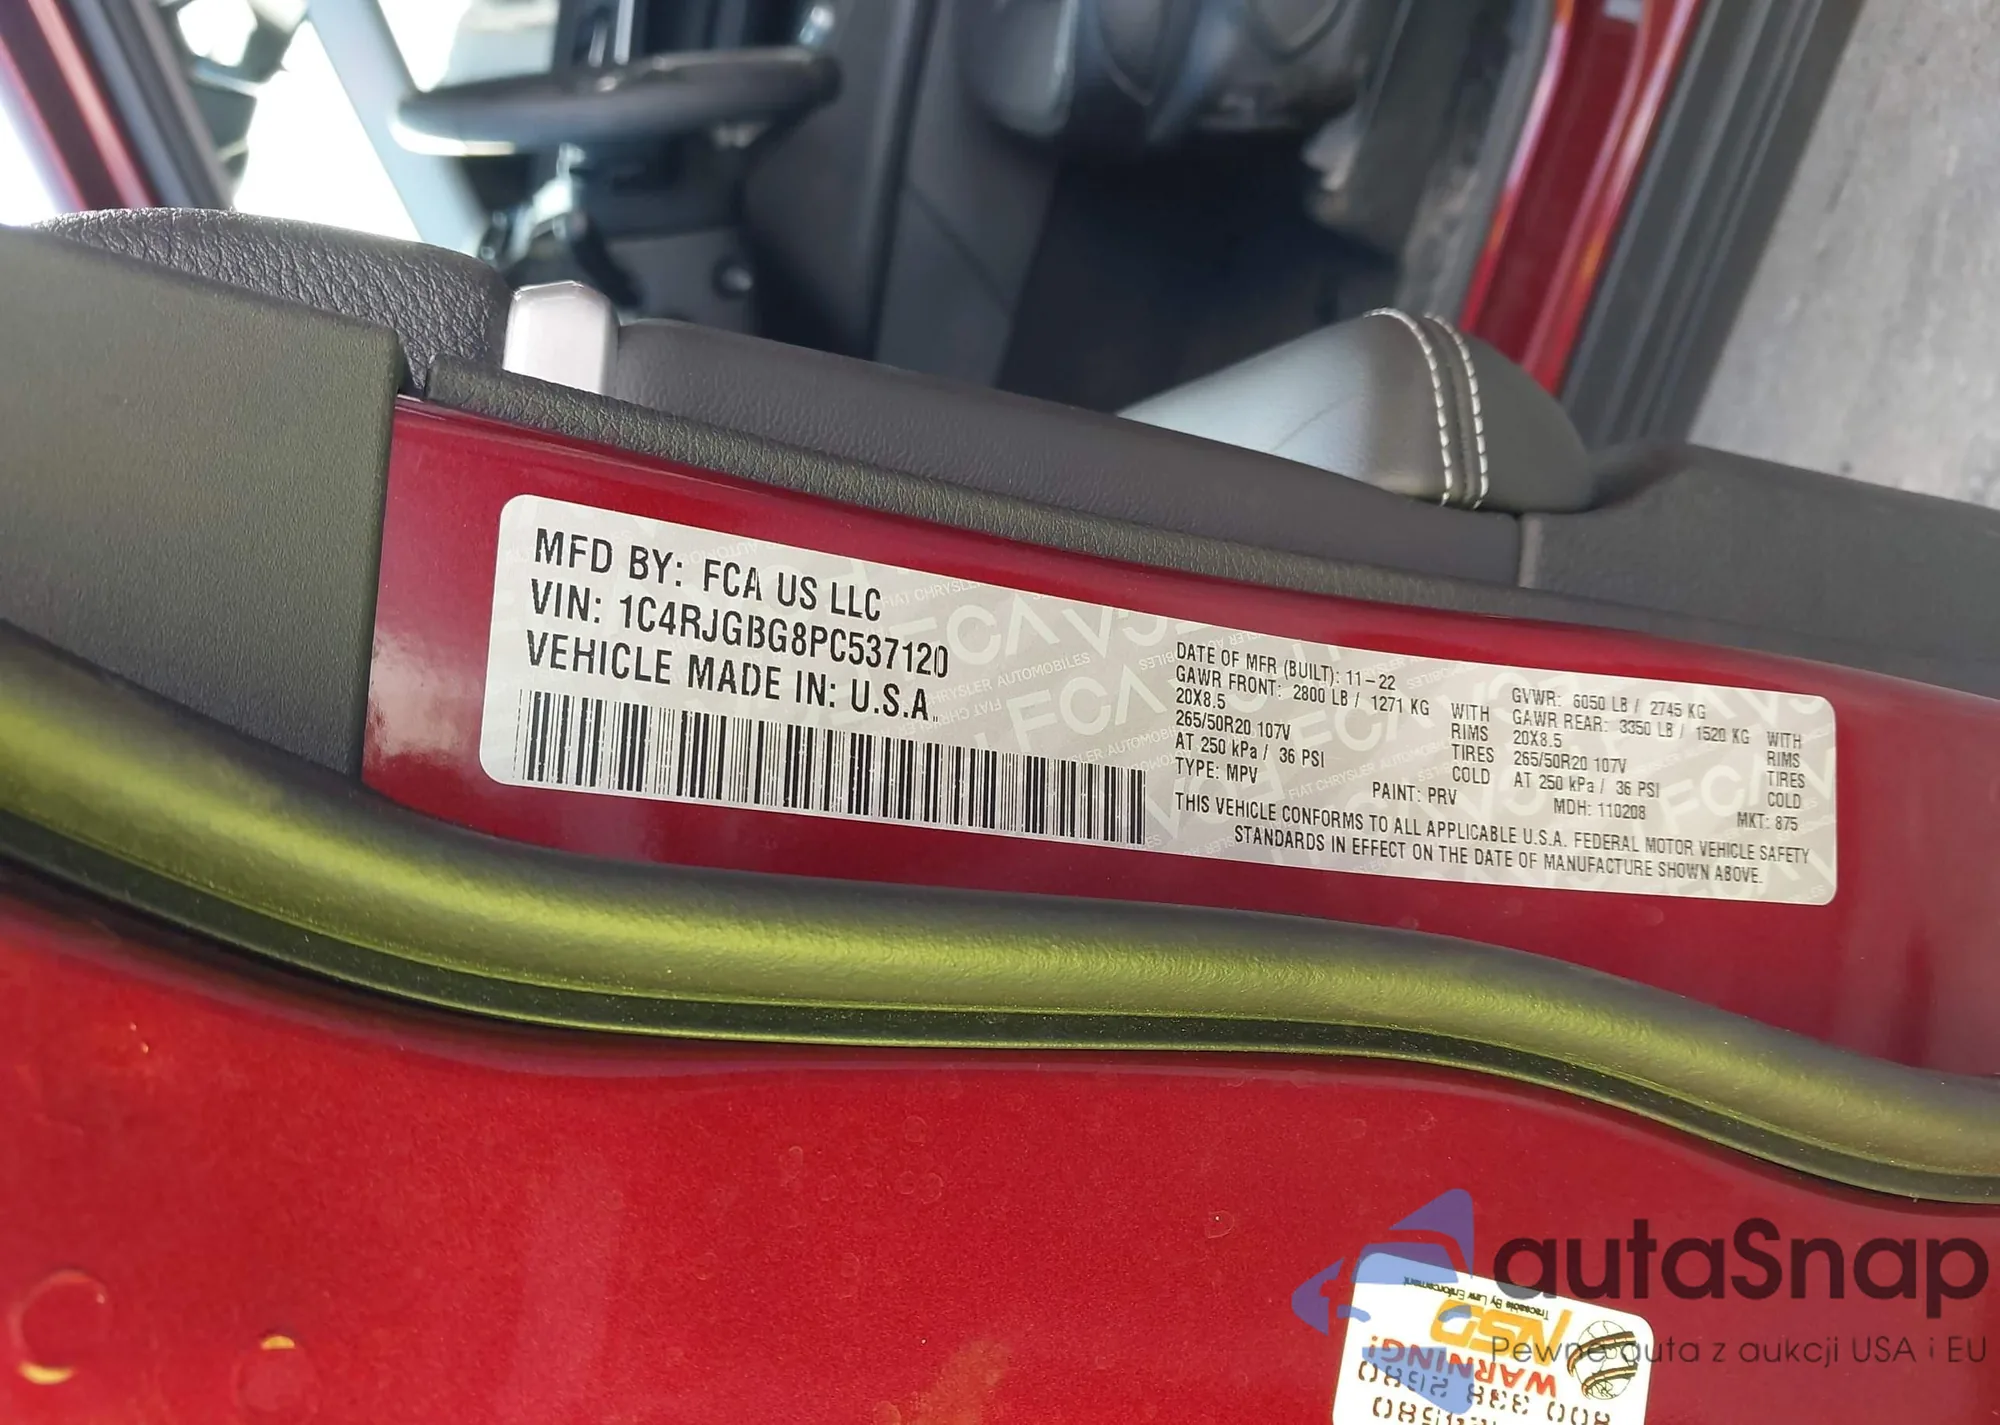 MFD BY: FCA US LLC
VIN: 1C4RJGBG8PC537120
VEHICLE MADE IN: U.S.A.
DATE OF MFR (BUILT): 11-22
GAWR FRONT: 2800 LB / 1271 KG WITH
20X8.5 RIMS
265/50R20 107V TIRES
AT 250 kPa / 36 PSI COLD
TYPE: MPV
PAINT: PRV
GVWR: 6050 LB / 2745 KG
GAWR REAR: 3350 LB / 1520 KG WITH
20X8.5 RIMS
265/50R20 107V TIRES
AT 250 kPa / 36 PSI COLD
MDH: 110208 MKT: 875
THIS VEHICLE CONFORMS TO ALL APPLICABLE U.S.A. FEDERAL MOTOR VEHICLE SAFETY
STANDARDS IN EFFECT ON THE DATE OF MANUFACTURE SHOWN ABOVE.
autaSnap
Pewne auta z aukcji USA i EU
Traceable By Law Enforcement
NSD
WARNING!